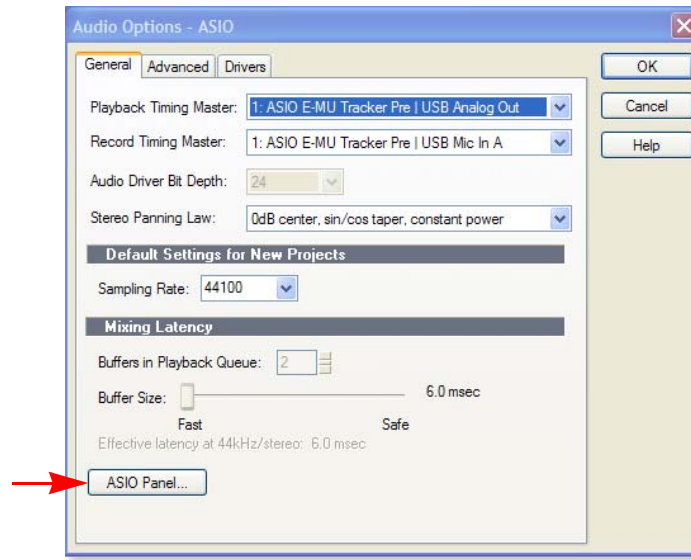 Audio Options - ASIO
General Advanced Drivers
OK
Cancel
Help
Playback Timing Master: 1: ASIO E-MU Tracker Pre | USB Analog Out
Record Timing Master: 1: ASIO E-MU Tracker Pre | USB Mic In A
Audio Driver Bit Depth: 24
Stereo Panning Law: 0dB center, sin/cos taper, constant power
Default Settings for New Projects
Sampling Rate: 44100
Mixing Latency
Buffers in Playback Queue: 2
Buffer Size: 6.0 msec
Fast Safe
Effective latency at 44kHz/stereo: 6.0 msec
ASIO Panel...